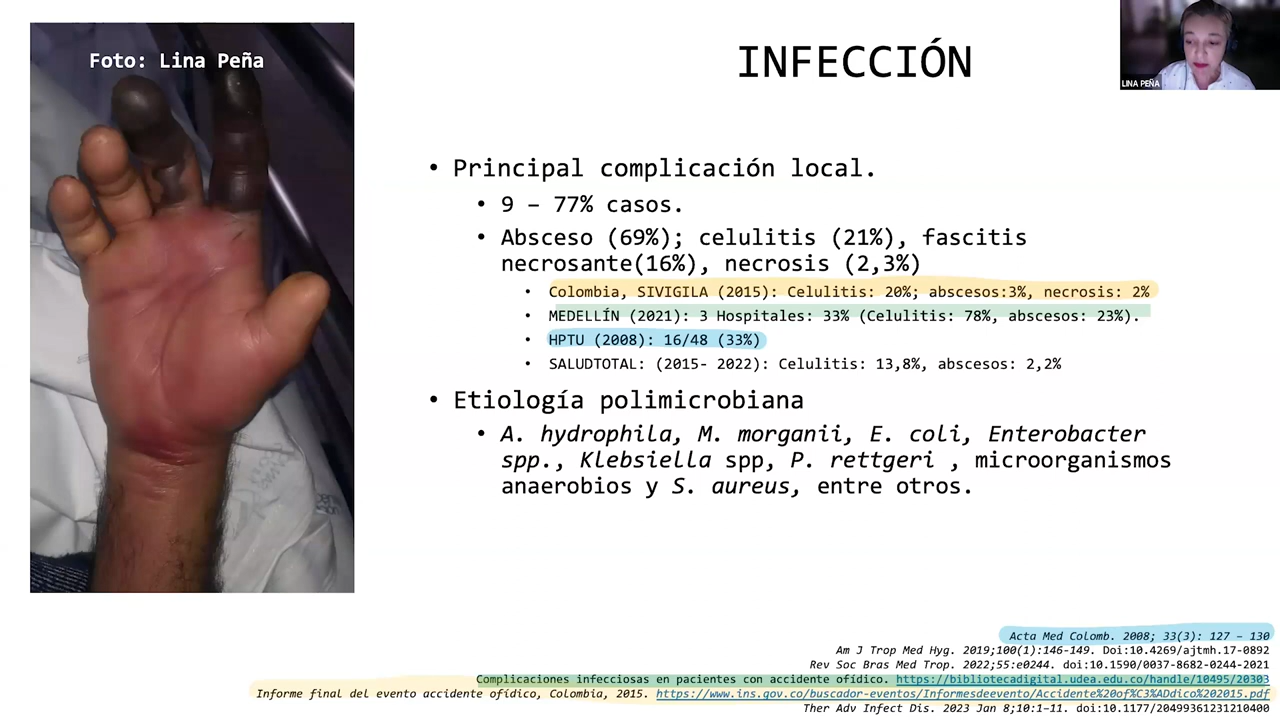 Foto: Lina Peña
INFECCIÓN
LINA PEÑA
• Principal complicación local.
• 9 – 77% casos.
• Absceso (69%); celulitis (21%), fascitis
necrosante(16%), necrosis (2,3%)
• Colombia, SIVIGILA (2015): Celulitis: 20%; abscesos:3%, necrosis: 2%
• MEDELLÍN (2021): 3 Hospitales: 33% (Celulitis: 78%, abscesos: 23%).
• HPTU (2008): 16/48 (33%)
• SALUDTOTAL: (2015- 2022): Celulitis: 13,8%, abscesos: 2,2%
• Etiología polimicrobiana
• A. hydrophila, M. morganii, E. coli, Enterobacter
spp., Klebsiella spp, P. rettgeri , microorganismos
anaerobios y S. aureus, entre otros.
Acta Med Colomb. 2008; 33(3): 127 – 130
Am J Trop Med Hyg. 2019;100(1):146-149. Doi:10.4269/ajtmh.17-0892
Rev Soc Bras Med Trop. 2022;55:e0244. doi:10.1590/0037-8682-0244-2021
Complicaciones infecciosas en pacientes con accidente ofídico. https://bibliotecadigital.udea.edu.co/handle/10495/20303
Informe final del evento accidente ofídico, Colombia, 2015. https://www.ins.gov.co/buscador-eventos/Informesdeevento/Accidente%20of%C3%ADdico%202015.pdf
Ther Adv Infect Dis. 2023 Jan 8;10:1–11. doi:10.1177/20499361231210400